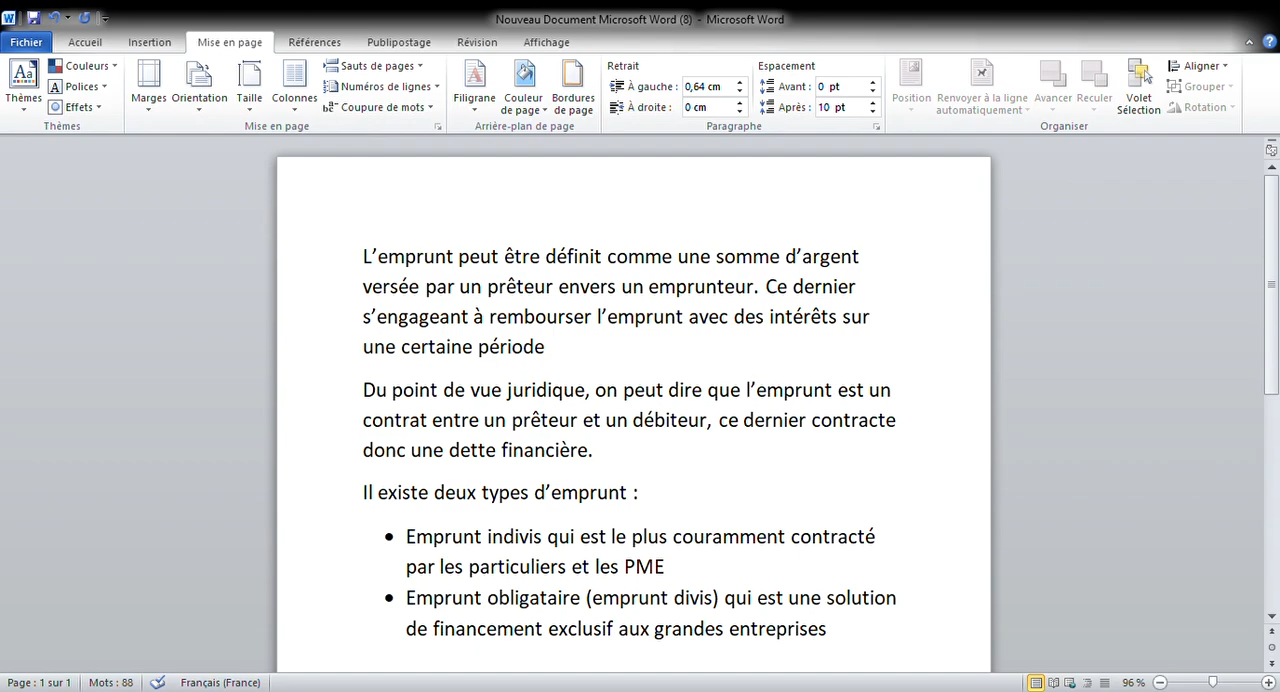 Nouveau Document Microsoft Word (8) - Microsoft Word
Fichier Accueil Insertion Mise en page Références Publipostage Révision Affichage
Couleurs Sauts de pages Retrait Espacement Aligner
Polices Numéros de lignes À gauche : 0,64 cm Avant : 0 pt Grouper
Thèmes Marges Orientation Taille Colonnes Filigrane Couleur Bordures Position Renvoyer à la ligne Avancer Reculer Volet
Effets Coupure de mots de page de page À droite : 0 cm Après : 10 pt automatiquement Sélection Rotation
Thèmes Mise en page Arrière-plan de page Paragraphe Organiser
L’emprunt peut être définit comme une somme d’argent
versée par un prêteur envers un emprunteur. Ce dernier
s’engageant à rembourser l’emprunt avec des intérêts sur
une certaine période
Du point de vue juridique, on peut dire que l’emprunt est un
contrat entre un prêteur et un débiteur, ce dernier contracte
donc une dette financière.
Il existe deux types d’emprunt :
• Emprunt indivis qui est le plus couramment contracté
par les particuliers et les PME
• Emprunt obligataire (emprunt divis) qui est une solution
de financement exclusif aux grandes entreprises
Page : 1 sur 1 Mots : 88 Français (France) 96 %